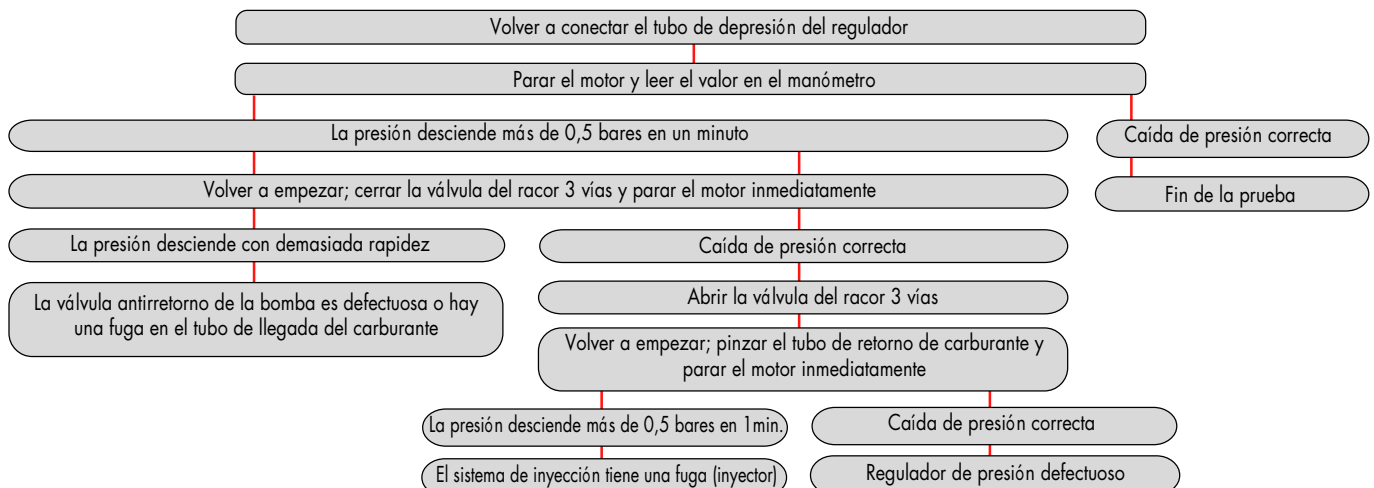 Volver a conectar el tubo de depresión del regulador
Parar el motor y leer el valor en el manómetro
La presión desciende más de 0,5 bares en un minuto
Caída de presión correcta
Volver a empezar; cerrar la válvula del racor 3 vías y parar el motor inmediatamente
Fin de la prueba
La presión desciende con demasiada rapidez
Caída de presión correcta
La válvula antirretorno de la bomba es defectuosa o hay
una fuga en el tubo de llegada del carburante
Abrir la válvula del racor 3 vías
Volver a empezar; pinzar el tubo de retorno de carburante y
parar el motor inmediatamente
La presión desciende más de 0,5 bares en 1min.
Caída de presión correcta
El sistema de inyección tiene una fuga (inyector)
Regulador de presión defectuoso